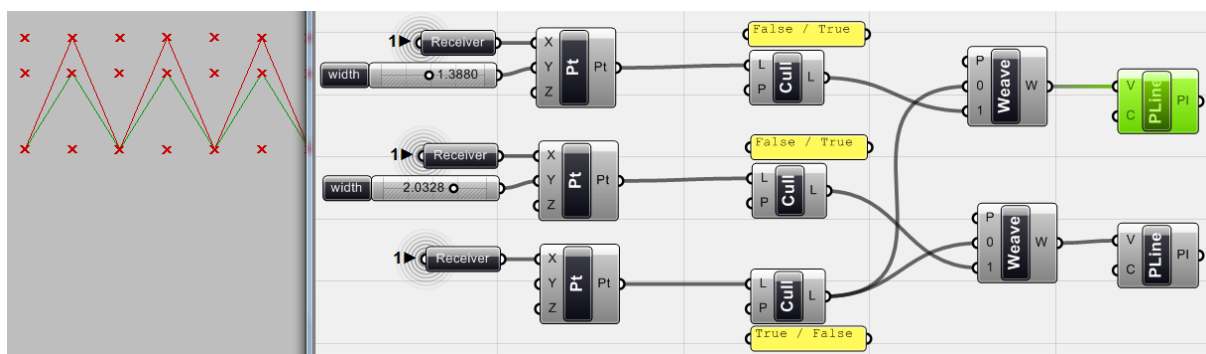 False / True
1 Receiver
X Y Z Pt Pt
width 1.3880
L P Cull L
P 0 1 Weave W
V C PLine Pl
False / True
1 Receiver
X Y Z Pt Pt
width 2.0328
L P Cull L
P 0 1 Weave W
V C PLine Pl
1 Receiver
X Y Z Pt Pt
L P Cull L
True / False